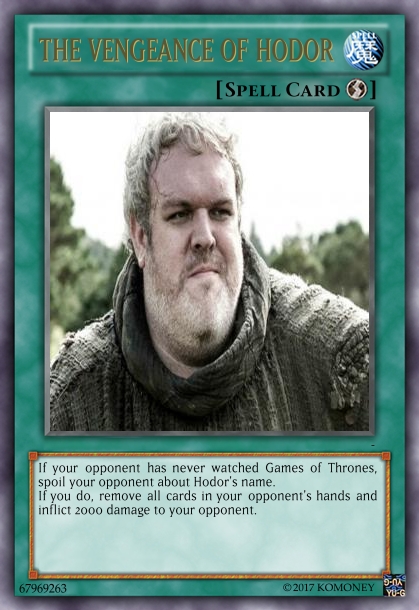 THE VENGEANCE OF HODOR
魔
[SPELL CARD]
If your opponent has never watched Games of Thrones,
spoil your opponent about Hodor's name.
If you do, remove all cards in your opponent's hands and
inflict 2000 damage to your opponent.
67969263
©2017 KOMONEY
YU-G